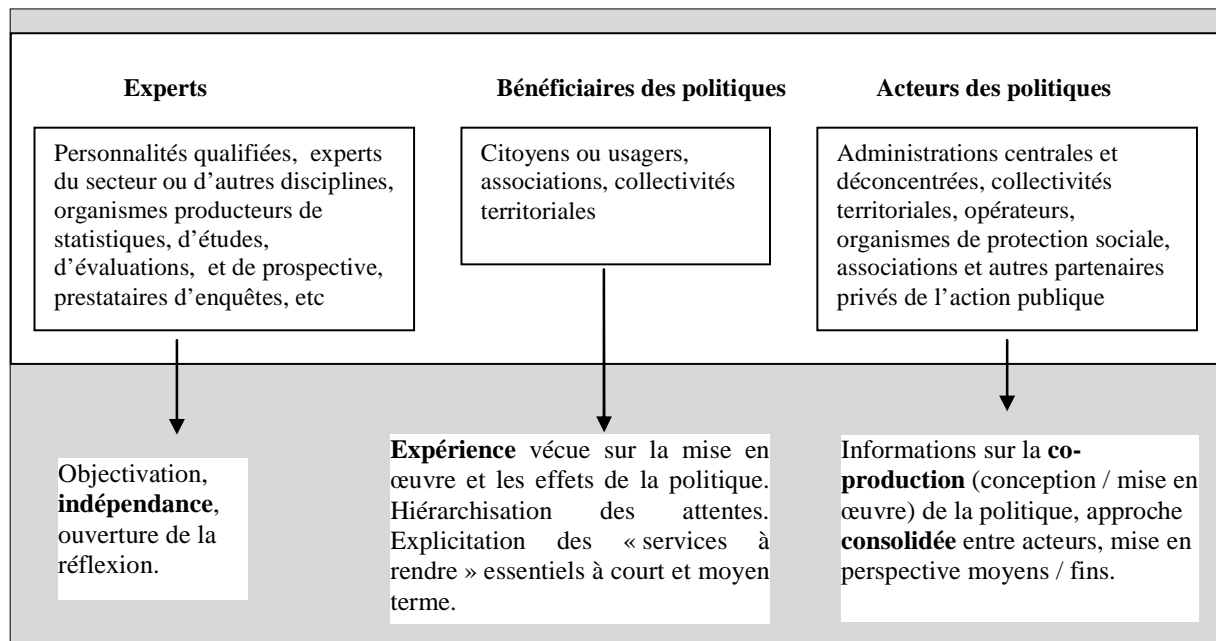 Experts
Personnalités qualifiées, experts
du secteur ou d'autres disciplines,
organismes producteurs de
statistiques, d'études,
d'évaluations, et de prospective,
prestataires d'enquêtes, etc
Objectivation,
indépendance,
ouverture de la
réflexion.
Bénéficiaires des politiques
Citoyens ou usagers,
associations, collectivités
territoriales
Expérience vécue sur la mise en
œuvre et les effets de la politique.
Hiérarchisation des attentes.
Explicitation des « services à
rendre » essentiels à court et moyen
terme.
Acteurs des politiques
Administrations centrales et
déconcentrées, collectivités
territoriales, opérateurs,
organismes de protection sociale,
associations et autres partenaires
privés de l'action publique
Informations sur la co-
production (conception / mise en
œuvre) de la politique, approche
consolidée entre acteurs, mise en
perspective moyens / fins.